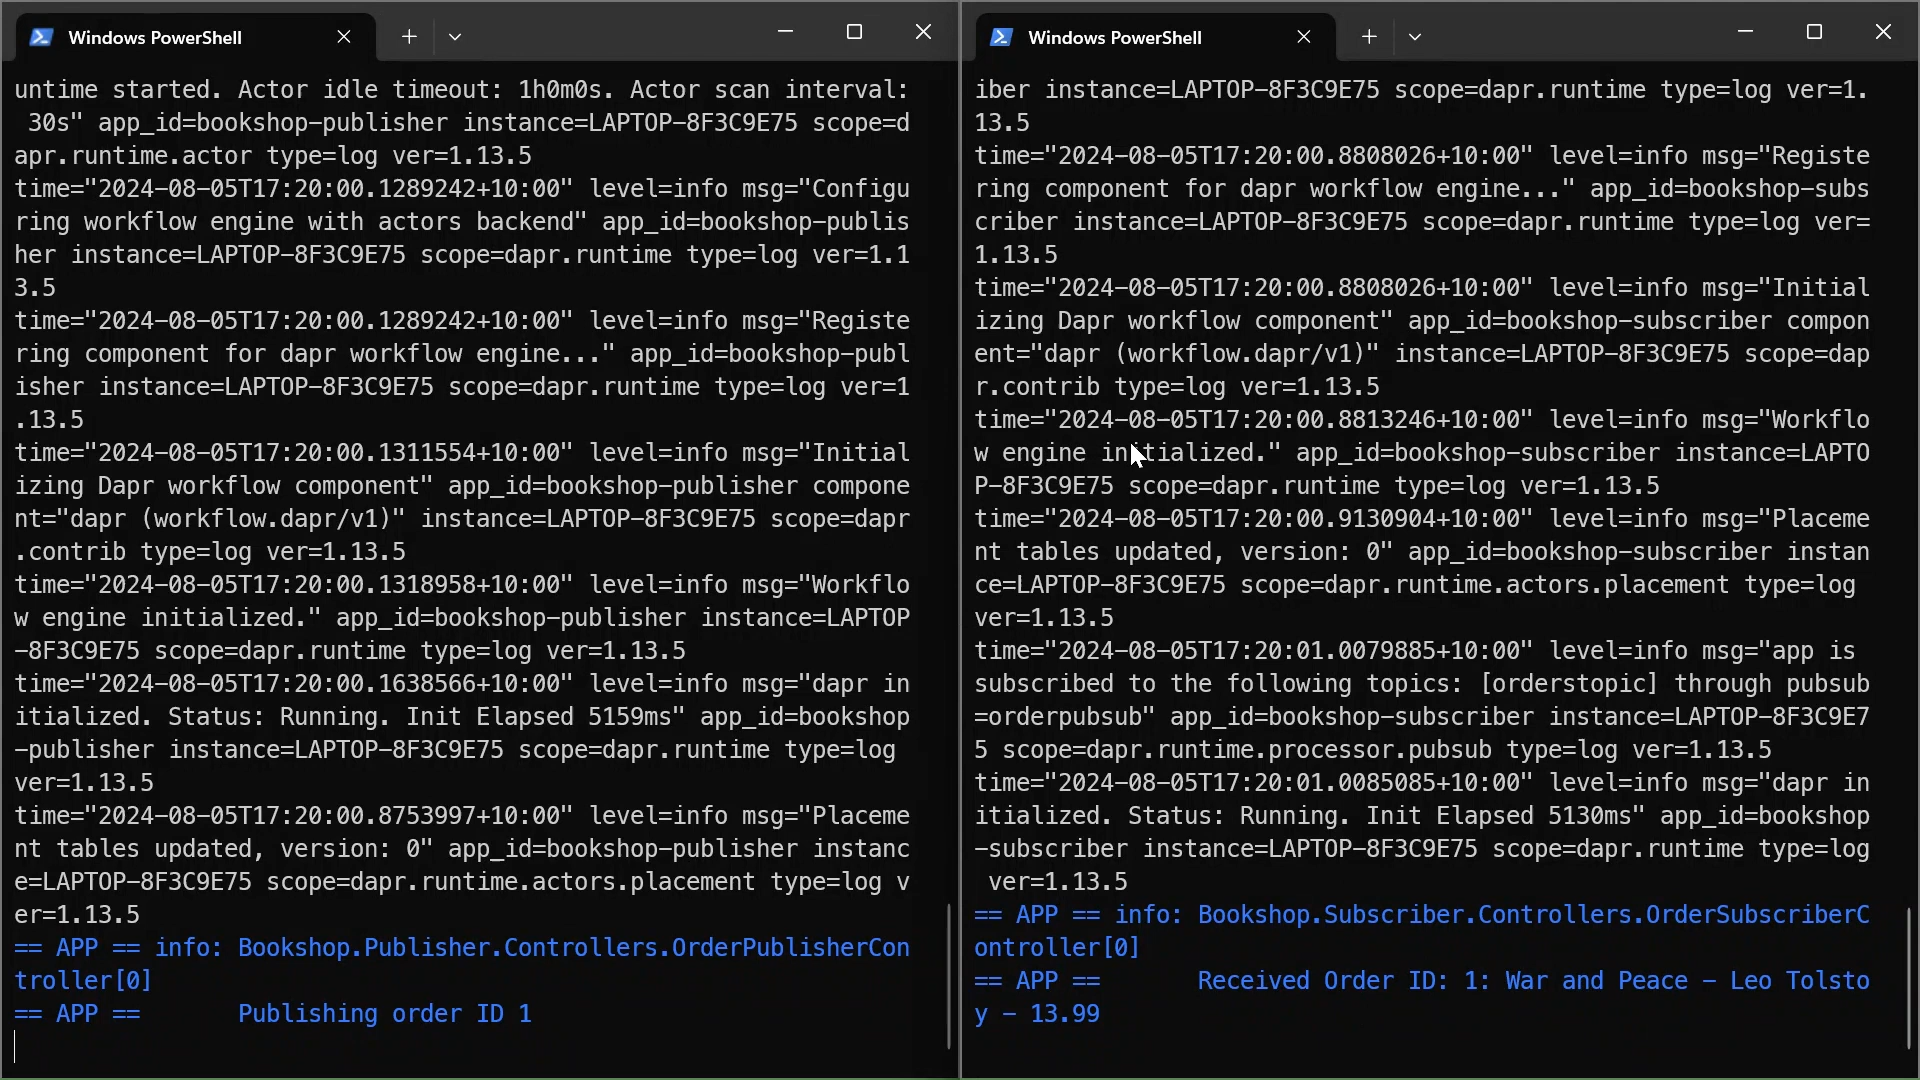 Windows PowerShell
untime started. Actor idle timeout: 1h0m0s. Actor scan interval:
 30s" app_id=bookshop-publisher instance=LAPTOP-8F3C9E75 scope=d
apr.runtime.actor type=log ver=1.13.5
time="2024-08-05T17:20:00.1289242+10:00" level=info msg="Configu
ring workflow engine with actors backend" app_id=bookshop-publis
her instance=LAPTOP-8F3C9E75 scope=dapr.runtime type=log ver=1.1
3.5
time="2024-08-05T17:20:00.1289242+10:00" level=info msg="Registe
ring component for dapr workflow engine..." app_id=bookshop-publ
isher instance=LAPTOP-8F3C9E75 scope=dapr.runtime type=log ver=1
.13.5
time="2024-08-05T17:20:00.1311554+10:00" level=info msg="Initial
izing Dapr workflow component" app_id=bookshop-publisher compone
nt="dapr (workflow.dapr/v1)" instance=LAPTOP-8F3C9E75 scope=dapr
.contrib type=log ver=1.13.5
time="2024-08-05T17:20:00.1318958+10:00" level=info msg="Workflo
w engine initialized." app_id=bookshop-publisher instance=LAPTOP
-8F3C9E75 scope=dapr.runtime type=log ver=1.13.5
time="2024-08-05T17:20:00.1638566+10:00" level=info msg="dapr in
itialized. Status: Running. Init Elapsed 5159ms" app_id=bookshop
-publisher instance=LAPTOP-8F3C9E75 scope=dapr.runtime type=log
ver=1.13.5
time="2024-08-05T17:20:00.8753997+10:00" level=info msg="Placeme
nt tables updated, version: 0" app_id=bookshop-publisher instanc
e=LAPTOP-8F3C9E75 scope=dapr.runtime.actors.placement type=log v
er=1.13.5
== APP == info: Bookshop.Publisher.Controllers.OrderPublisherCon
troller[0]
== APP ==       Publishing order ID 1
Windows PowerShell
iber instance=LAPTOP-8F3C9E75 scope=dapr.runtime type=log ver=1.
13.5
time="2024-08-05T17:20:00.8808026+10:00" level=info msg="Registe
ring component for dapr workflow engine..." app_id=bookshop-subs
criber instance=LAPTOP-8F3C9E75 scope=dapr.runtime type=log ver=
1.13.5
time="2024-08-05T17:20:00.8808026+10:00" level=info msg="Initial
izing Dapr workflow component" app_id=bookshop-subscriber compon
ent="dapr (workflow.dapr/v1)" instance=LAPTOP-8F3C9E75 scope=dap
r.contrib type=log ver=1.13.5
time="2024-08-05T17:20:00.8813246+10:00" level=info msg="Workflo
w engine initialized." app_id=bookshop-subscriber instance=LAPTO
P-8F3C9E75 scope=dapr.runtime type=log ver=1.13.5
time="2024-08-05T17:20:00.9130904+10:00" level=info msg="Placeme
nt tables updated, version: 0" app_id=bookshop-subscriber instan
ce=LAPTOP-8F3C9E75 scope=dapr.runtime.actors.placement type=log
ver=1.13.5
time="2024-08-05T17:20:01.0079885+10:00" level=info msg="app is
subscribed to the following topics: [orderstopic] through pubsub
=orderpubsub" app_id=bookshop-subscriber instance=LAPTOP-8F3C9E7
5 scope=dapr.runtime.processor.pubsub type=log ver=1.13.5
time="2024-08-05T17:20:01.0085085+10:00" level=info msg="dapr in
itialized. Status: Running. Init Elapsed 5130ms" app_id=bookshop
-subscriber instance=LAPTOP-8F3C9E75 scope=dapr.runtime type=log
 ver=1.13.5
== APP == info: Bookshop.Subscriber.Controllers.OrderSubscriberC
ontroller[0]
== APP ==       Received Order ID: 1: War and Peace - Leo Tolsto
y - 13.99